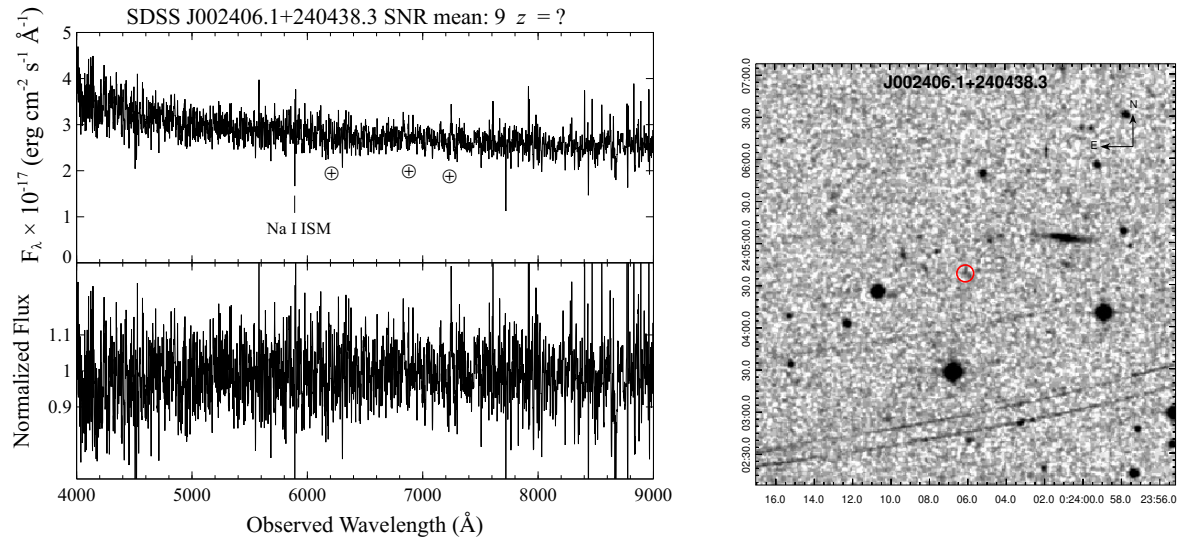 SDSS J002406.1+240438.3 SNR mean: 9 z = ?
F_λ × 10^-17 (erg cm^-2 s^-1 Å^-1)
5
4
3
2
1
0
⊕ ⊕ ⊕
Na I ISM
Normalized Flux
1.1
1
0.9
4000 5000 6000 7000 8000 9000
Observed Wavelength (Å)
J002406.1+240438.3
N
E
07:00.0
30.0
06:00.0
30.0
24:05:00.0
30.0
04:00.0
30.0
03:00.0
02:30.0
16.0 14.0 12.0 10.0 08.0 06.0 04.0 02.0 0:24:00.0 58.0 23:56.0